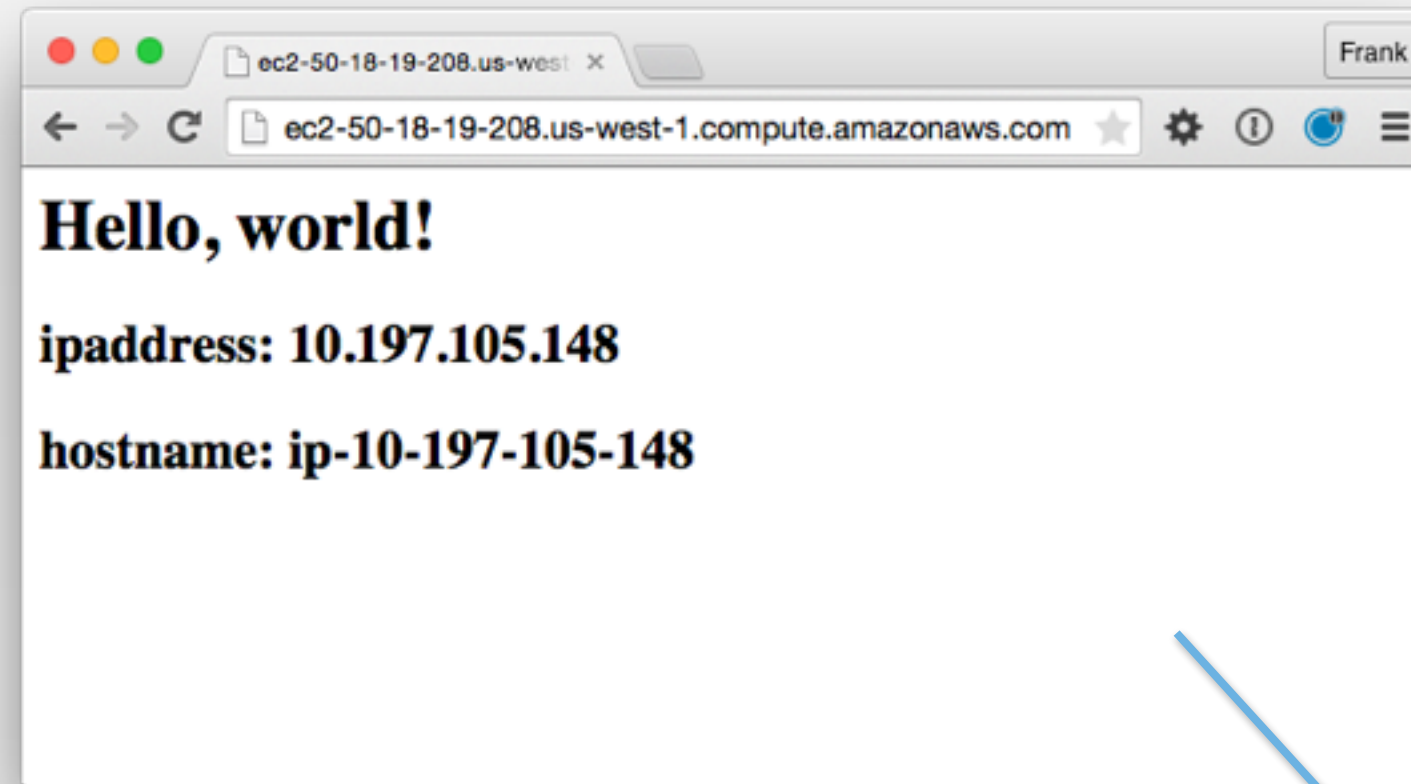 ec2-50-18-19-208.us-west
Frank
ec2-50-18-19-208.us-west-1.compute.amazonaws.com
Hello, world!
ipaddress: 10.197.105.148
hostname: ip-10-197-105-148